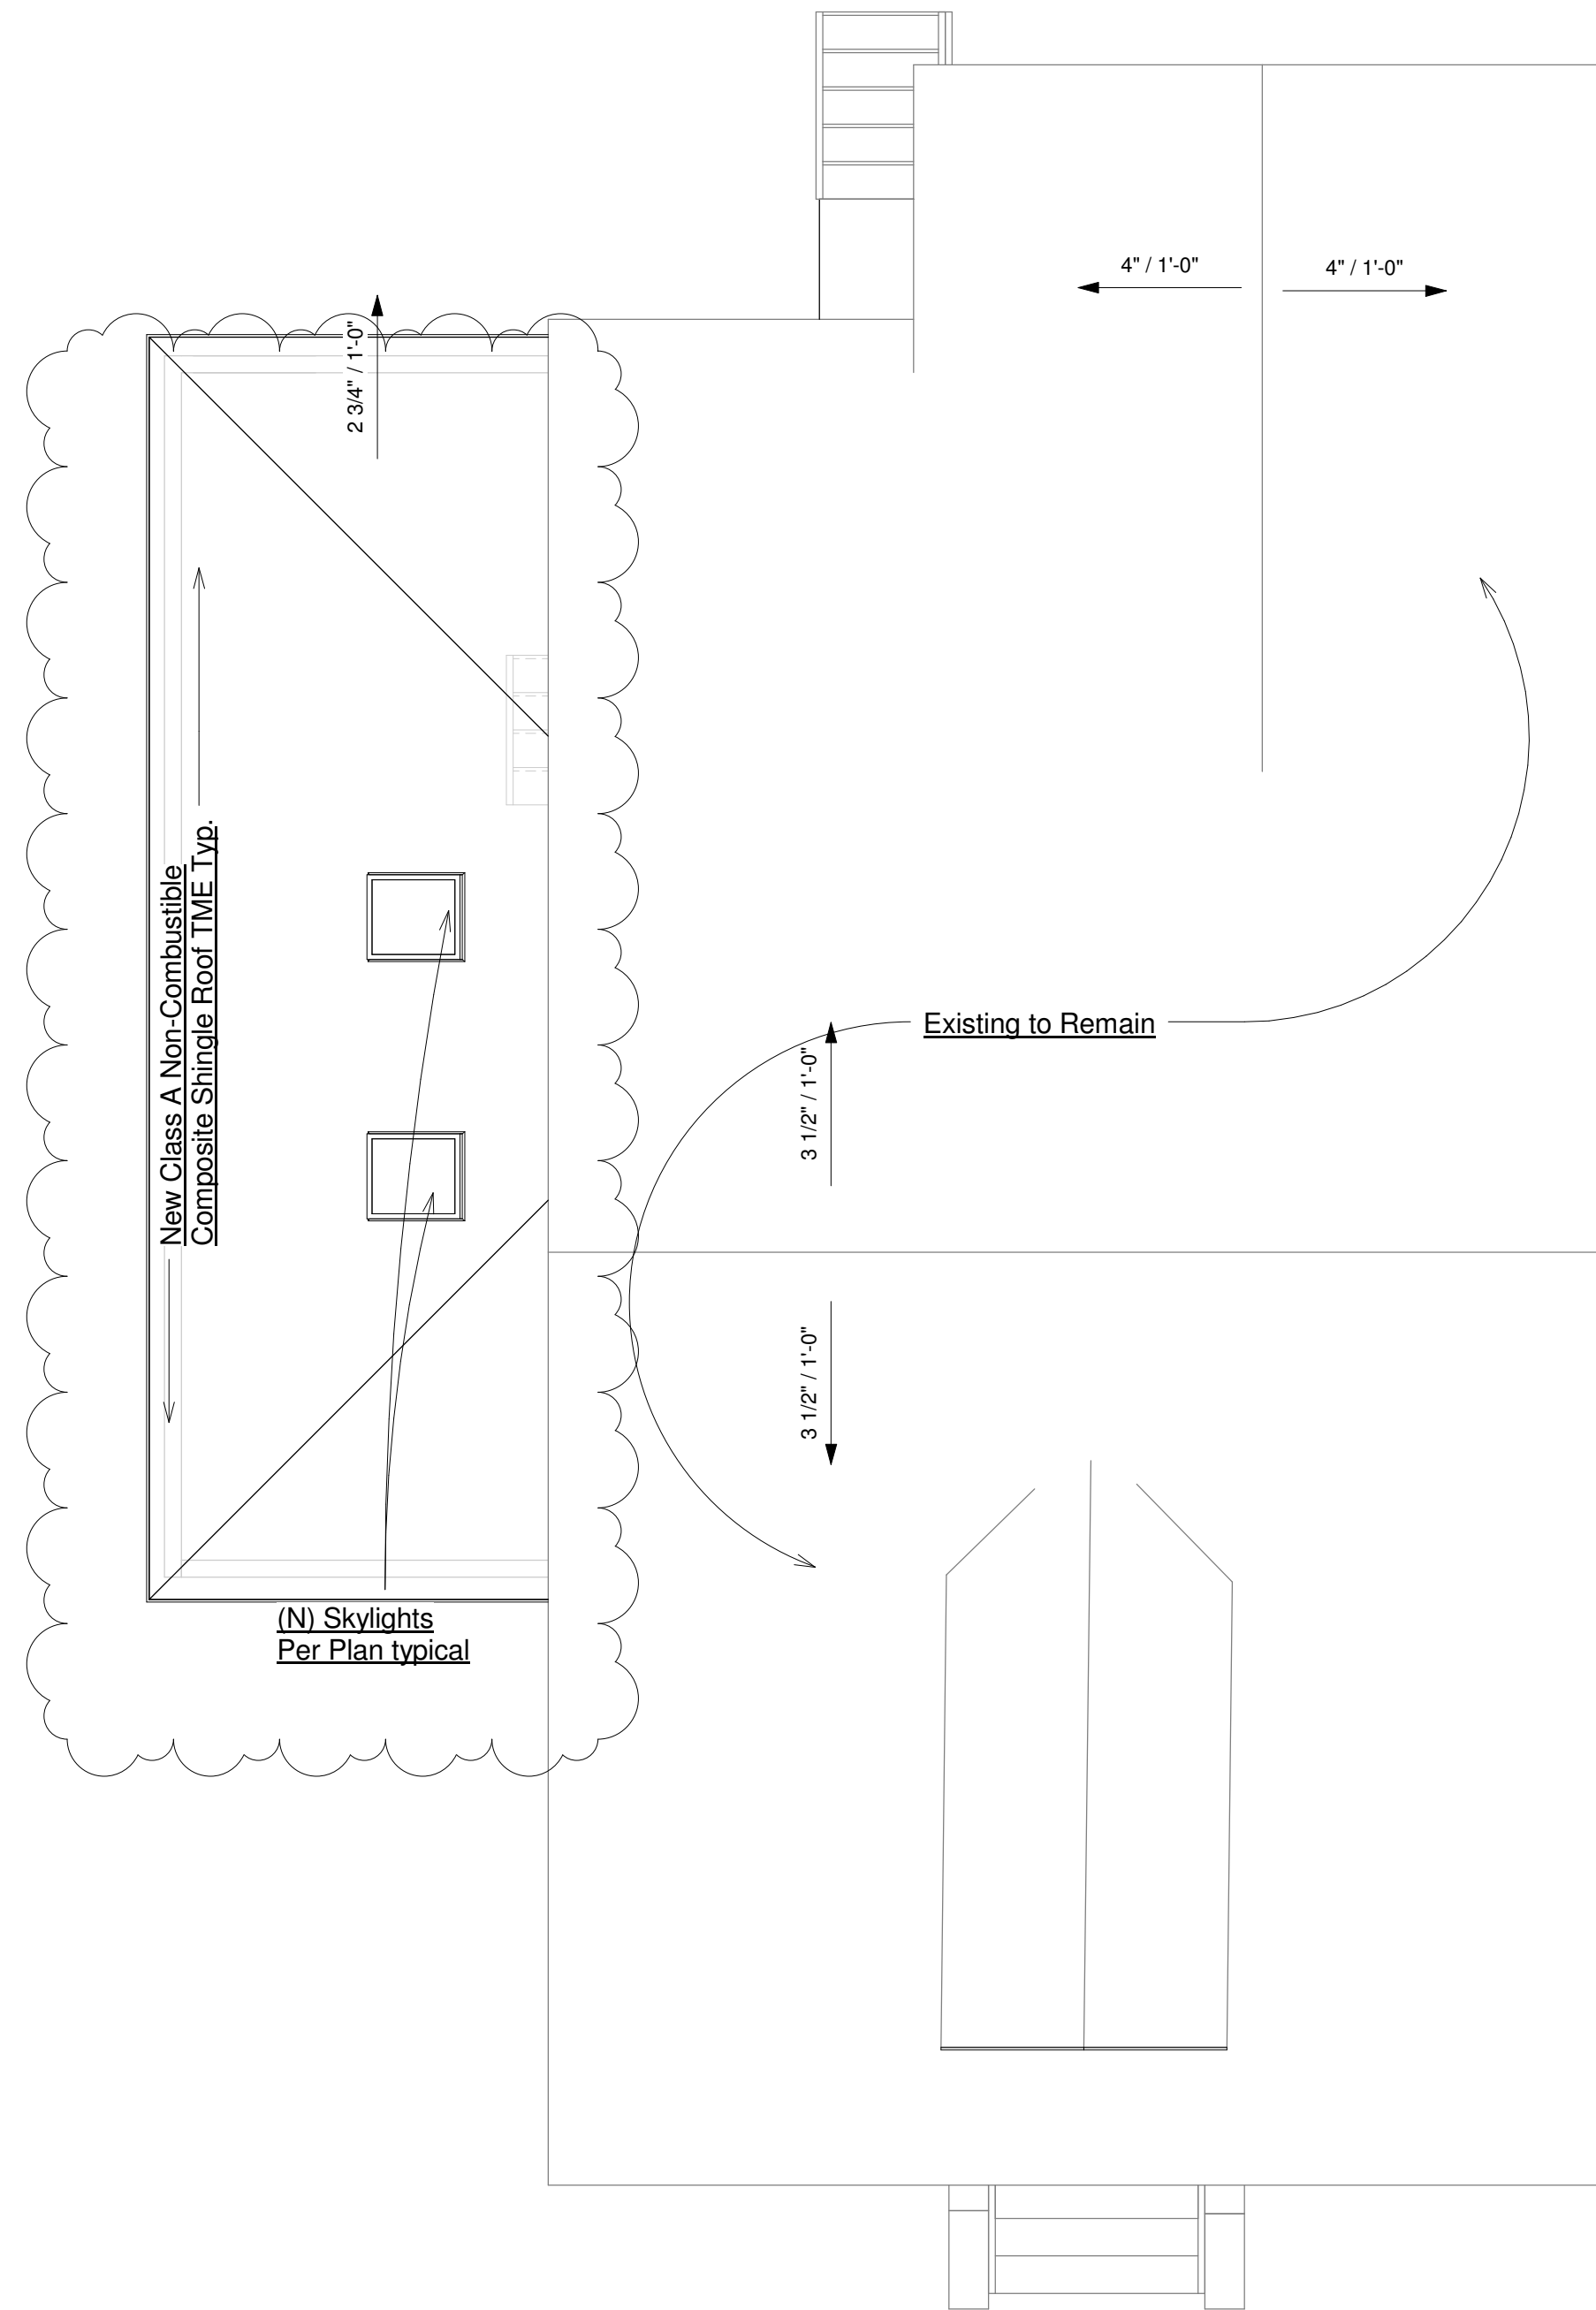 4" / 1'-0"
4" / 1'-0"
2 3/4" / 1'-0"
New Class A Non-Combustible
Composite Shingle Roof TME Typ.
Existing to Remain
3 1/2" / 1'-0"
3 1/2" / 1'-0"
(N) Skylights
Per Plan typical